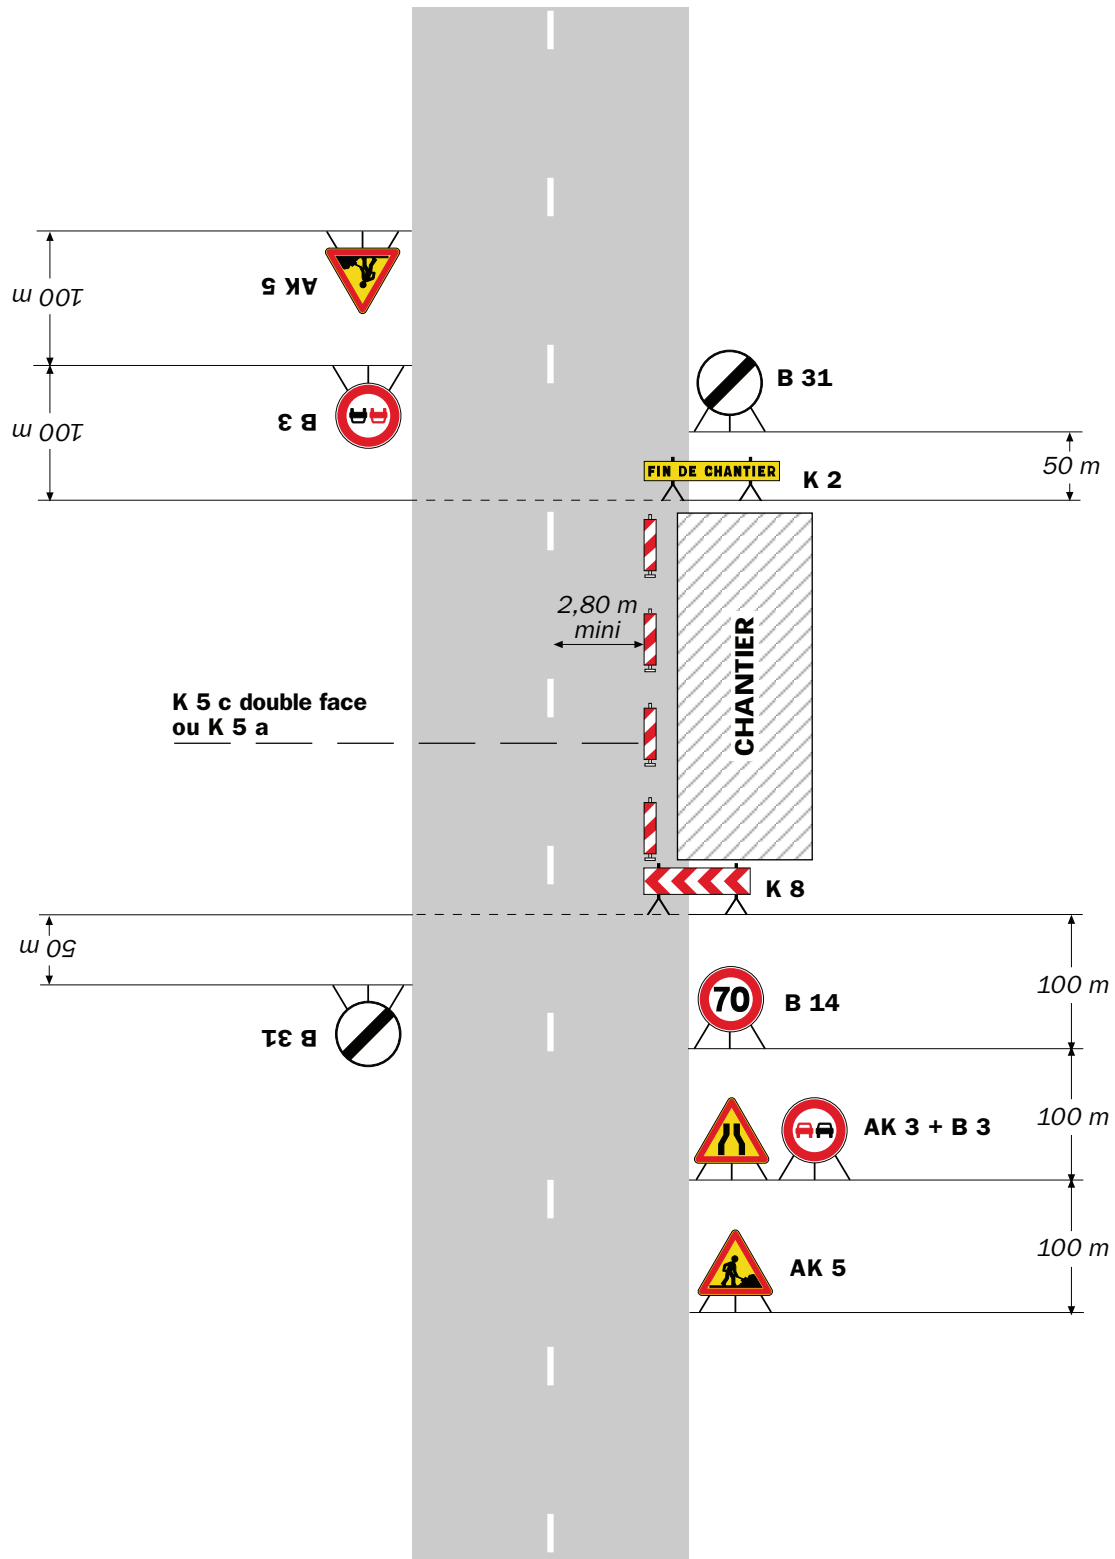 100 m
AK 5
100 m
B 3
B 31
50 m
FIN DE CHANTIER
K 2
2,80 m
mini
CHANTIER
K 5 c double face
ou K 5 a
K 8
50 m
B 31
70
B 14
100 m
AK 3 + B 3
100 m
AK 5
100 m